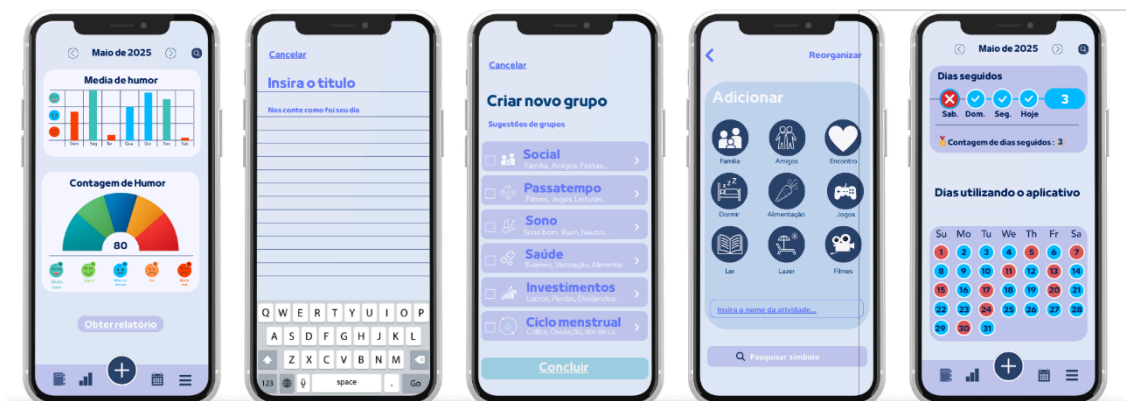 Maio de 2025
Media de humor
Dom Seg Ter Qua Qui Sex Sab
Contagem de Humor
80
Obter relatório
Cancelar
Insira o titulo
Nos conte como foi seu dia
Q W E R T Y U I O P
A S D F G H J K L
Z X C V B N M
123 space . Go
Cancelar
Criar novo grupo
Sugestões de grupos
Social
Familia, Amigos, Festas...
Passatempo
Filmes, Jogos, Leituras...
Sono
Sono bom, Ruim, Neutro...
Saúde
Exames, Vacinação, Alimento...
Investimentos
Lucros, Perdas, Dividendos...
Ciclo menstrual
Concluir
Reorganizar
Adicionar
Familia Amigos Encontro
Dormir Alimentação Jogos
Ler Lazer Filmes
Insira o nome da atividade...
Pesquisar simbolo
Maio de 2025
Dias seguidos
3
Sab. Dom. Seg. Hoje
Contagem de dias seguidos : 3
Dias utilizando o aplicativo
Su Mo Tu We Th Fr Sa
1 2 3 4 5 6 7
8 9 10 11 12 13 14
15 16 17 18 19 20 21
22 23 24 25 26 27 28
29 30 31